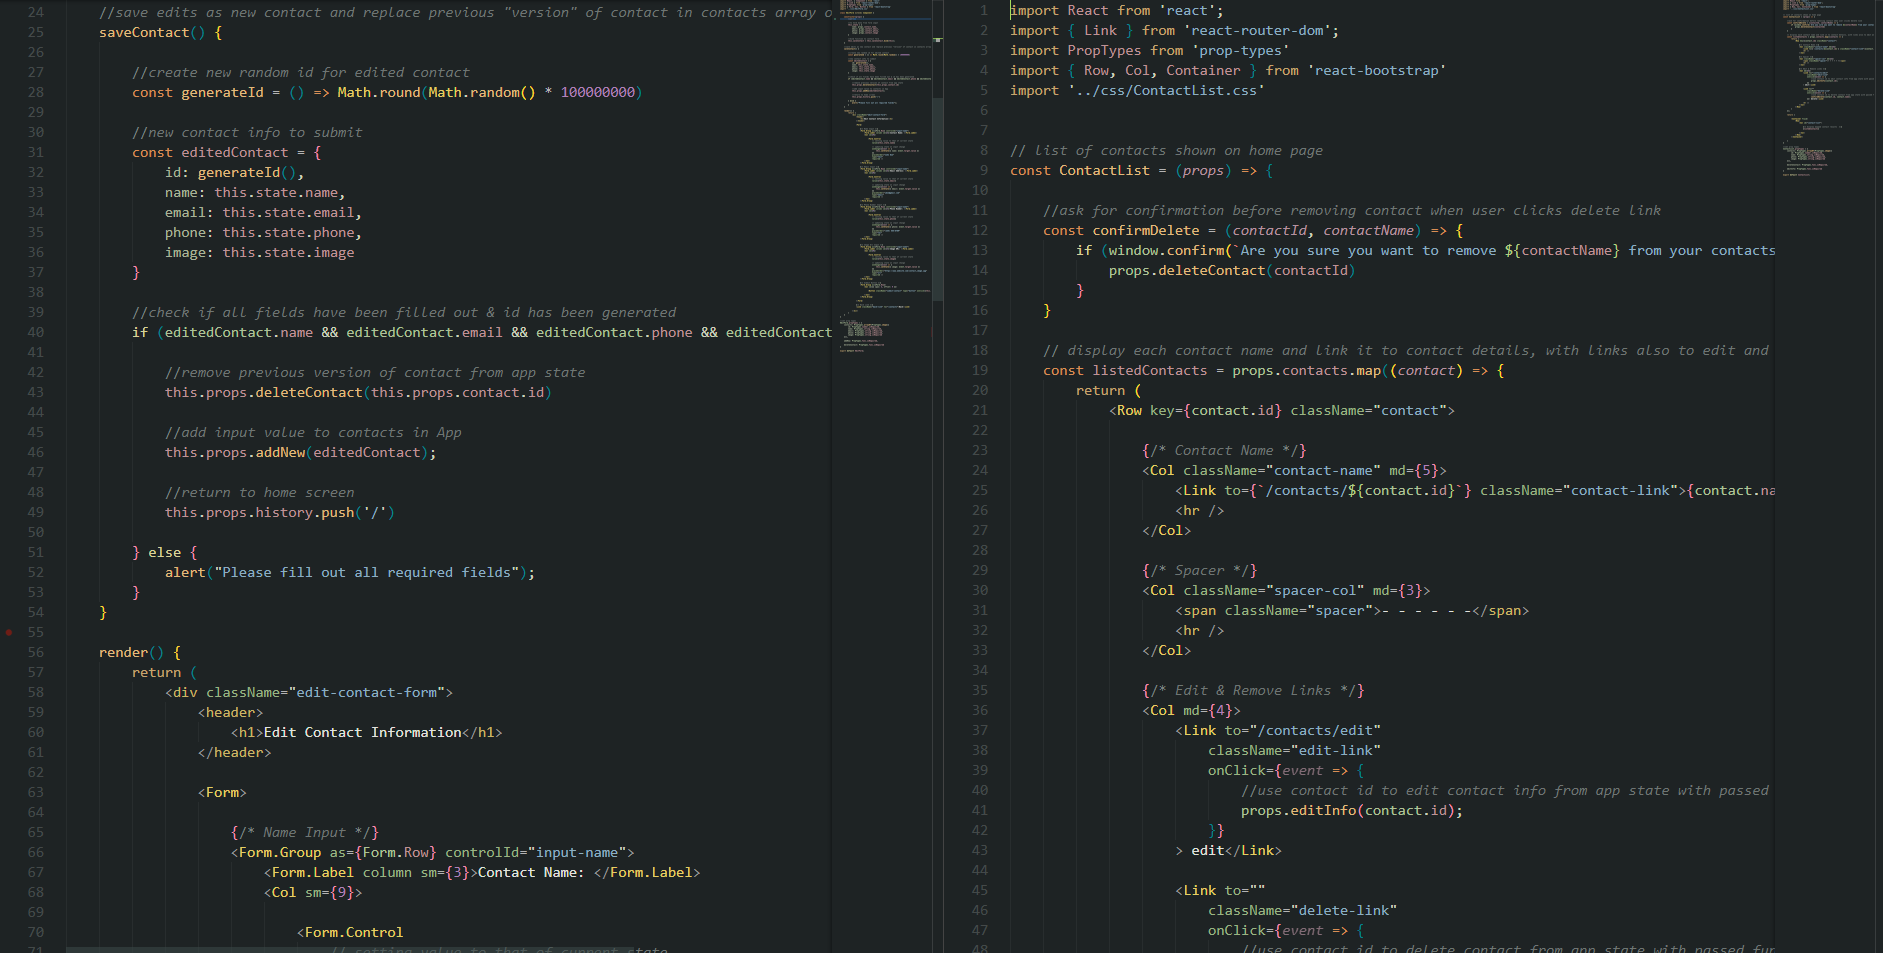 24 //save edits as new contact and replace previous "version" of contact in contacts array o
25 saveContact() {
26
27 //create new random id for edited contact
28 const generateId = () => Math.round(Math.random() * 100000000)
29
30 //new contact info to submit
31 const editedContact = {
32 id: generateId(),
33 name: this.state.name,
34 email: this.state.email,
35 phone: this.state.phone,
36 image: this.state.image
37 }
38
39 //check if all fields have been filled out & id has been generated
40 if (editedContact.name && editedContact.email && editedContact.phone && editedContact
41
42 //remove previous version of contact from app state
43 this.props.deleteContact(this.props.contact.id)
44
45 //add input value to contacts in App
46 this.props.addNew(editedContact);
47
48 //return to home screen
49 this.props.history.push('/')
50
51 } else {
52 alert("Please fill out all required fields");
53 }
54 }
55
56 render() {
57 return (
58 <div className="edit-contact-form">
59 <header>
60 <h1>Edit Contact Information</h1>
61 </header>
62
63 <Form>
64
65 {/* Name Input */}
66 <Form.Group as={Form.Row} controlId="input-name">
67 <Form.Label column sm={3}>Contact Name: </Form.Label>
68 <Col sm={9}>
69
70 <Form.Control
71 // setting value to that of current state
1 import React from 'react';
2 import { Link } from 'react-router-dom';
3 import PropTypes from 'prop-types'
4 import { Row, Col, Container } from 'react-bootstrap'
5 import '../css/ContactList.css'
6
7
8 // list of contacts shown on home page
9 const ContactList = (props) => {
10
11 //ask for confirmation before removing contact when user clicks delete link
12 const confirmDelete = (contactId, contactName) => {
13 if (window.confirm(`Are you sure you want to remove ${contactName} from your contacts
14 props.deleteContact(contactId)
15 }
16 }
17
18 // display each contact name and link it to contact details, with links also to edit and
19 const listedContacts = props.contacts.map((contact) => {
20 return (
21 <Row key={contact.id} className="contact">
22
23 {/* Contact Name */}
24 <Col className="contact-name" md={5}>
25 <Link to={`/contacts/${contact.id}`} className="contact-link">{contact.na
26 <hr />
27 </Col>
28
29 {/* Spacer */}
30 <Col className="spacer-col" md={3}>
31 <span className="spacer">- - - - - -</span>
32 <hr />
33 </Col>
34
35 {/* Edit & Remove Links */}
36 <Col md={4}>
37 <Link to="/contacts/edit"
38 className="edit-link"
39 onClick={event => {
40 //use contact id to edit contact info from app state with passed
41 props.editInfo(contact.id);
42 }}
43 > edit</Link>
44
45 <Link to=""
46 className="delete-link"
47 onClick={event => {
48 //use contact id to delete contact from app state with passed fun